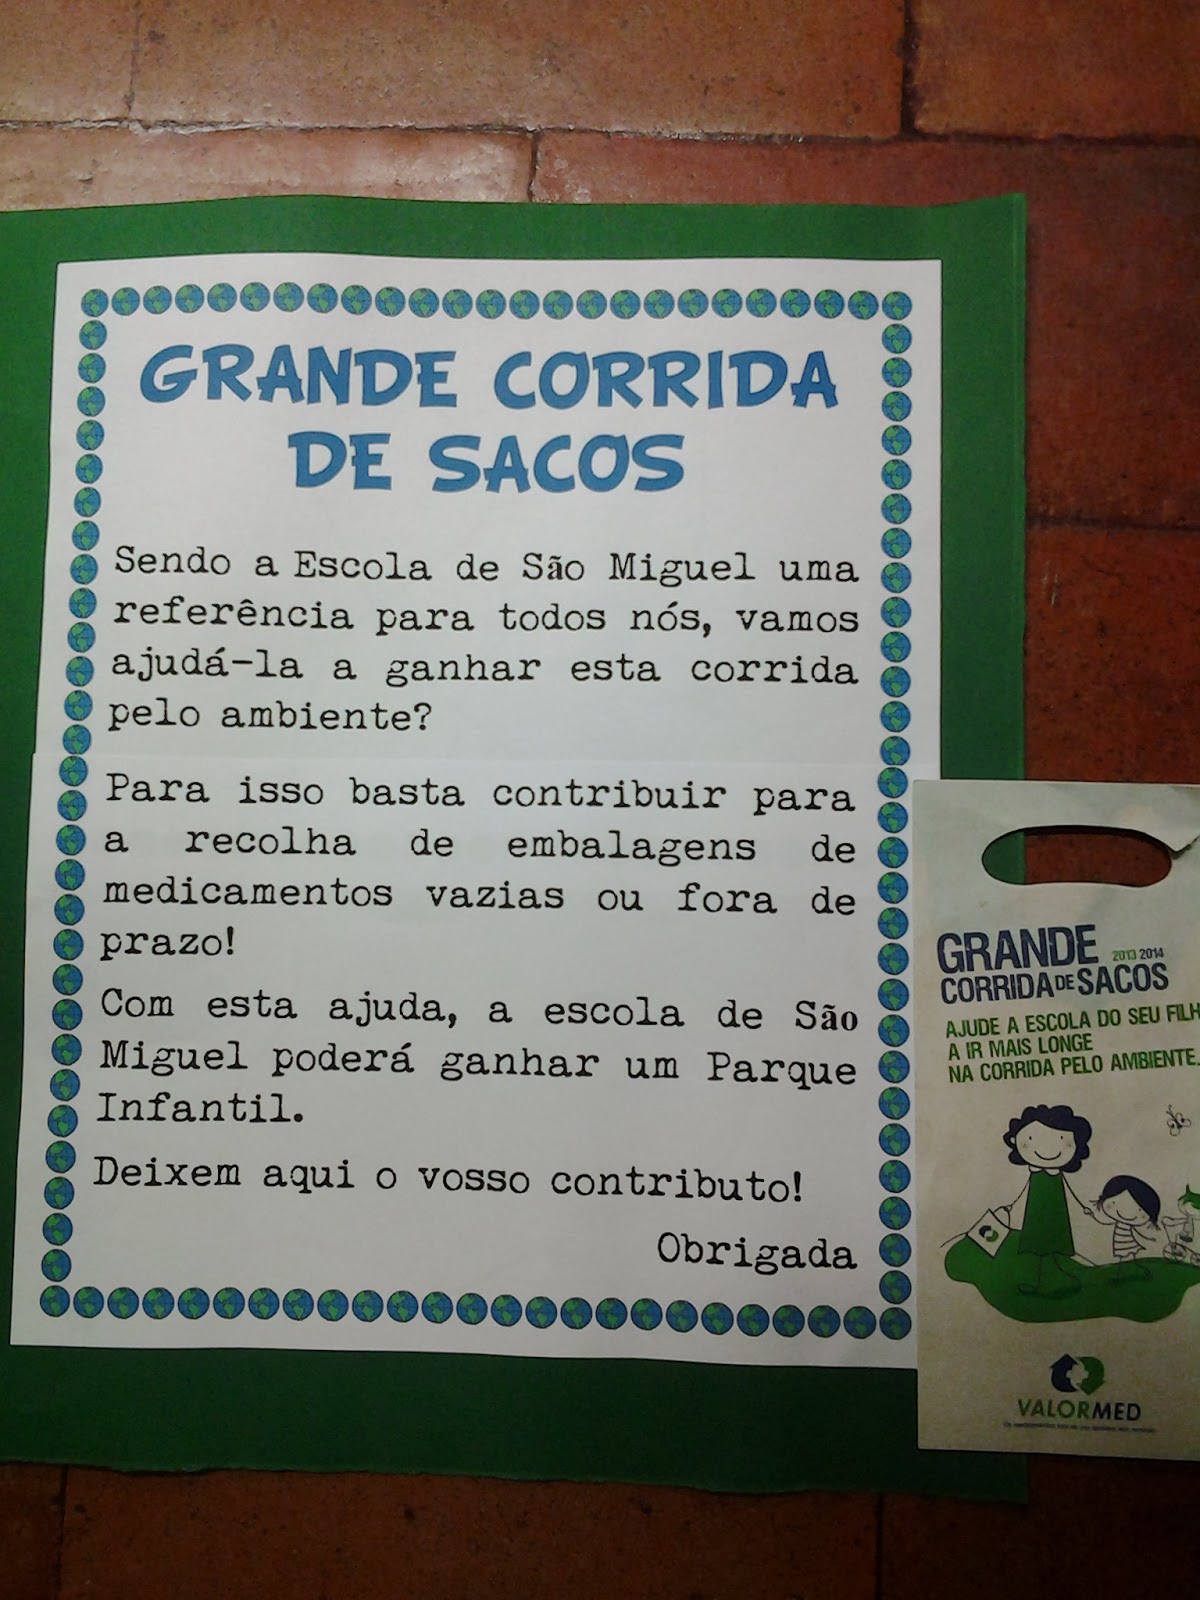 GRANDE CORRIDA
DE SACOS
Sendo a Escola de São Miguel uma
referência para todos nós, vamos
ajudá-la a ganhar esta corrida
pelo ambiente?
Para isso basta contribuir para
a recolha de embalagens de
medicamentos vazias ou fora de
prazo!
Com esta ajuda, a escola de São
Miguel poderá ganhar um Parque
Infantil.
Deixem aqui o vosso contributo!
Obrigada
GRANDE 2013 2014
CORRIDA DE SACOS
AJUDE A ESCOLA DO SEU FILH
A IR MAIS LONGE
NA CORRIDA PELO AMBIENTE.
VALORMED